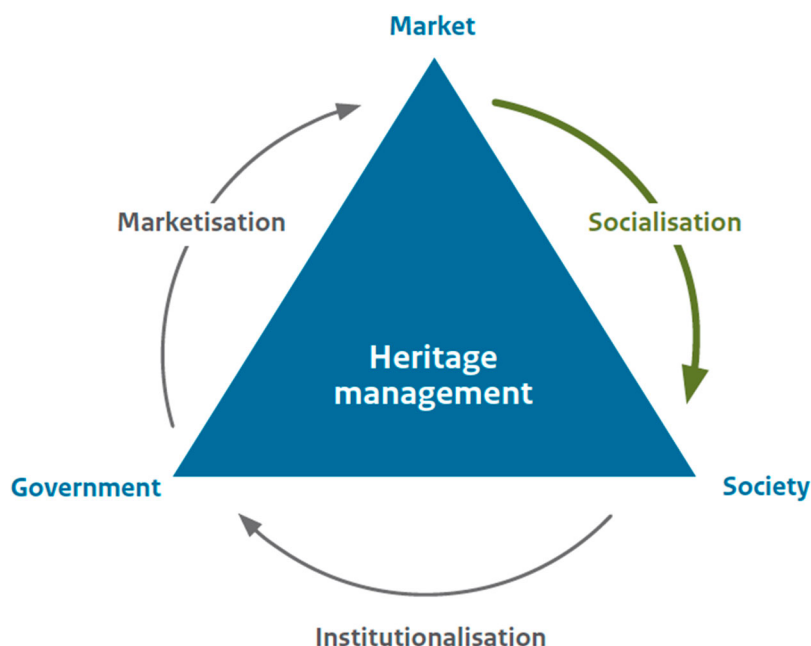 Market
Marketisation
Socialisation
Heritage
management
Government
Society
Institutionalisation